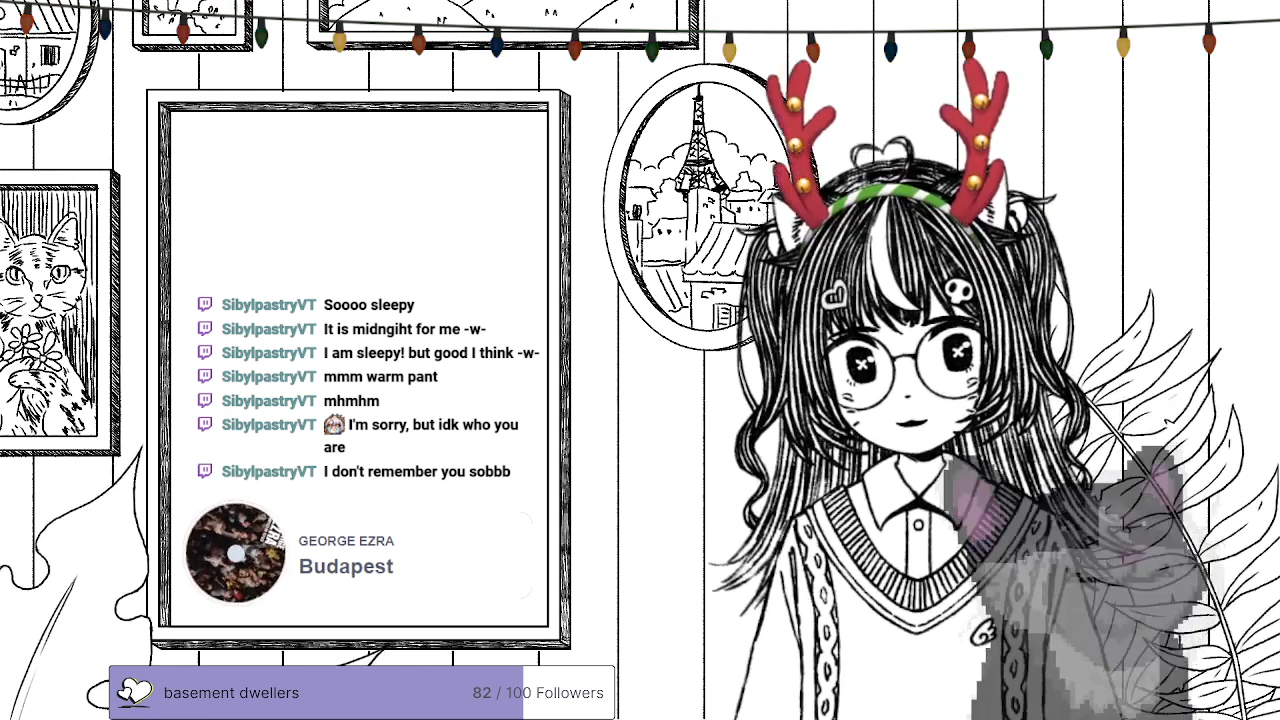 SibylpastryVT Soooo sleepy
SibylpastryVT It is midngiht for me -w-
SibylpastryVT I am sleepy! but good I think -w-
SibylpastryVT mmm warm pant
SibylpastryVT mhmhm
SibylpastryVT I'm sorry, but idk who you
are
SibylpastryVT I don't remember you sobbb
GEORGE EZRA
Budapest
basement dwellers 82 / 100 Followers